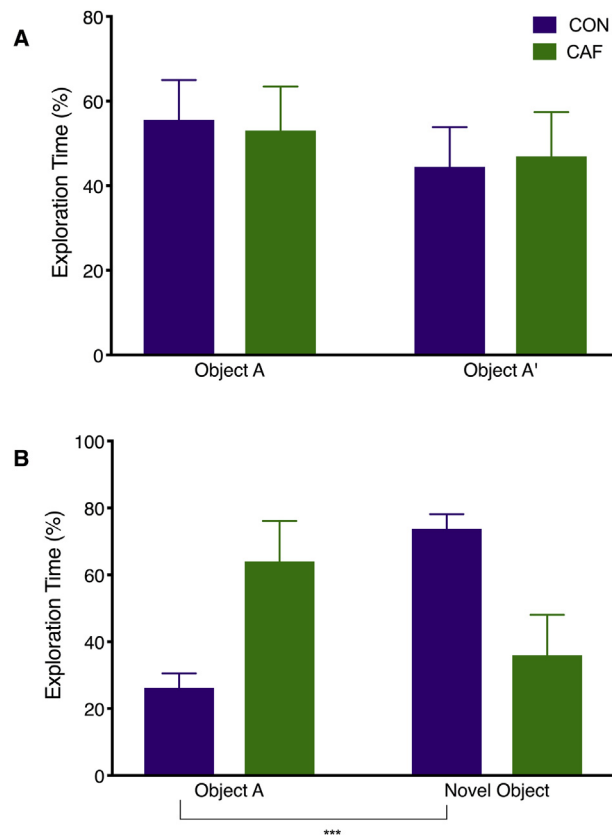 A
CON
CAF
Exploration Time (%)
80
60
40
20
0
Object A
Object A'
B
Exploration Time (%)
100
80
60
40
20
0
Object A
Novel Object
***